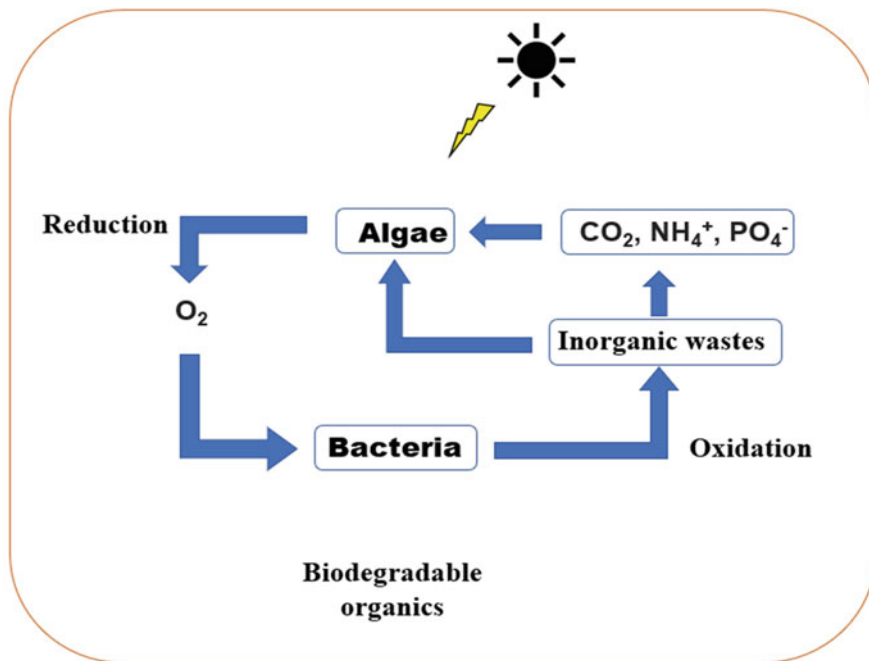 Reduction
Algae
CO₂, NH₄⁺, PO₄⁻
O₂
Inorganic wastes
Bacteria
Oxidation
Biodegradable
organics